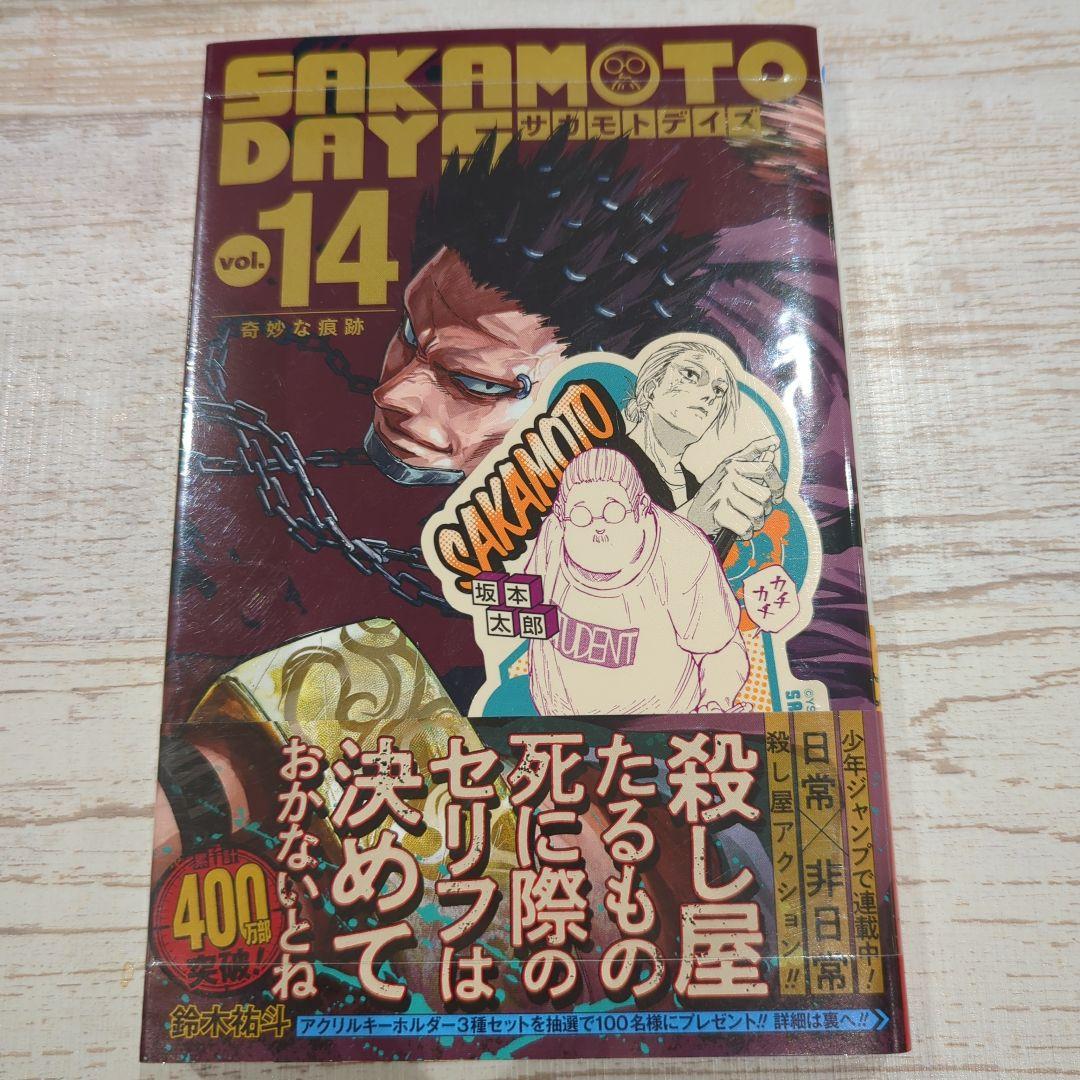 SAKAMOTO
DAYS
サカモトデイズ
vol.14
奇妙な痕跡
SAKAMOTO
坂本
太郎
UDENT
カチ
カチ
少年ジャンプで連載中!
日常×非日常
殺し屋アクション!!
殺し屋
たるもの
死に際の
セリフは
決めて
おかないとね
累計
400万部
突破!
鈴木祐斗
アクリルキーホルダー3種セットを抽選で100名様にプレゼント!! 詳細は裏へ!!